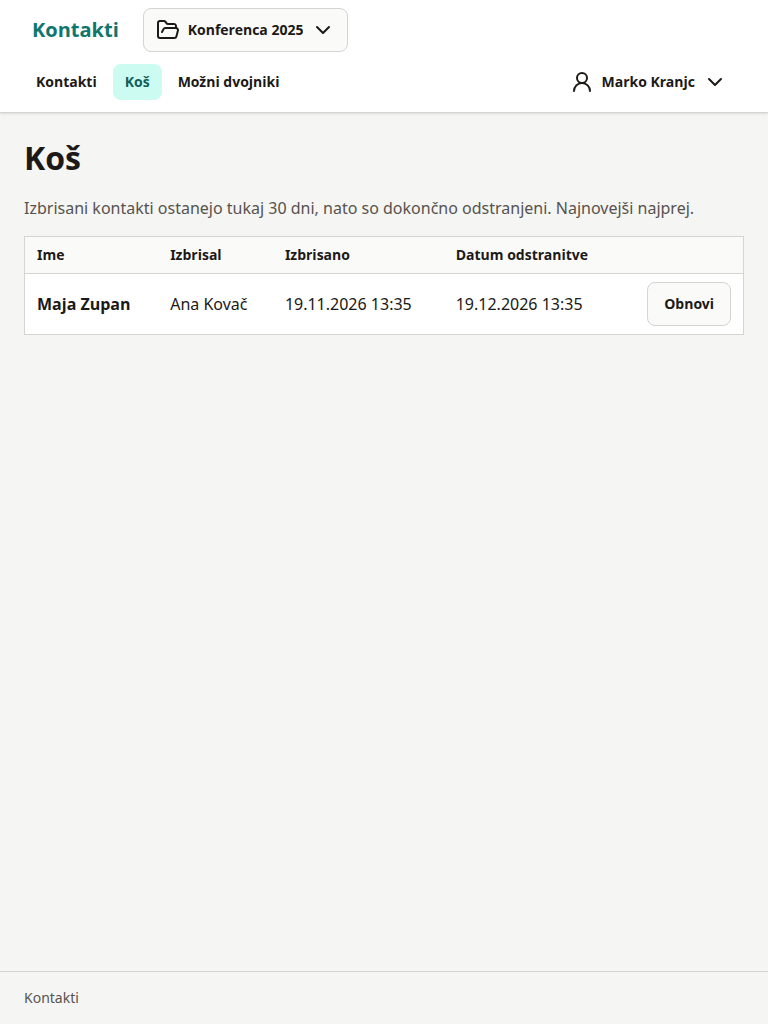 Kontakti
Konferenca 2025
Kontakti
Koš
Možni dvojniki
Marko Kranjc
Koš
Izbrisani kontakti ostanejo tukaj 30 dni, nato so dokončno odstranjeni. Najnovejši najprej.
Ime Izbrisal Izbrisano Datum odstranitve
Maja Zupan Ana Kovač 19.11.2026 13:35 19.12.2026 13:35 Obnovi
Kontakti